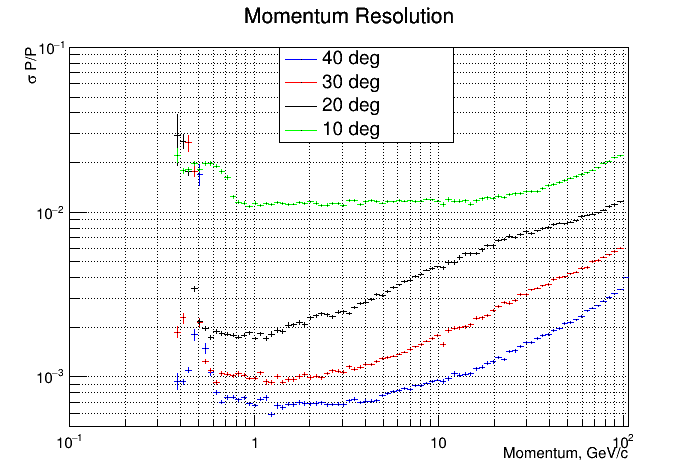 Momentum Resolution
σ P/P
10⁻¹
10⁻²
10⁻³
40 deg
30 deg
20 deg
10 deg
10⁻¹ 1 10 10²
Momentum, GeV/c